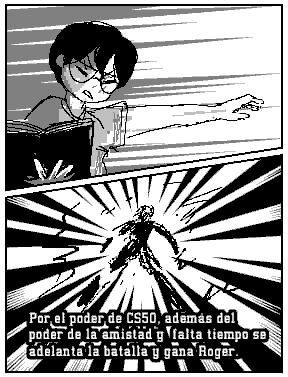 Por el poder de CS50, además del
poder de la amistad y falta tiempo se
adelanta la batalla y gana Roger.